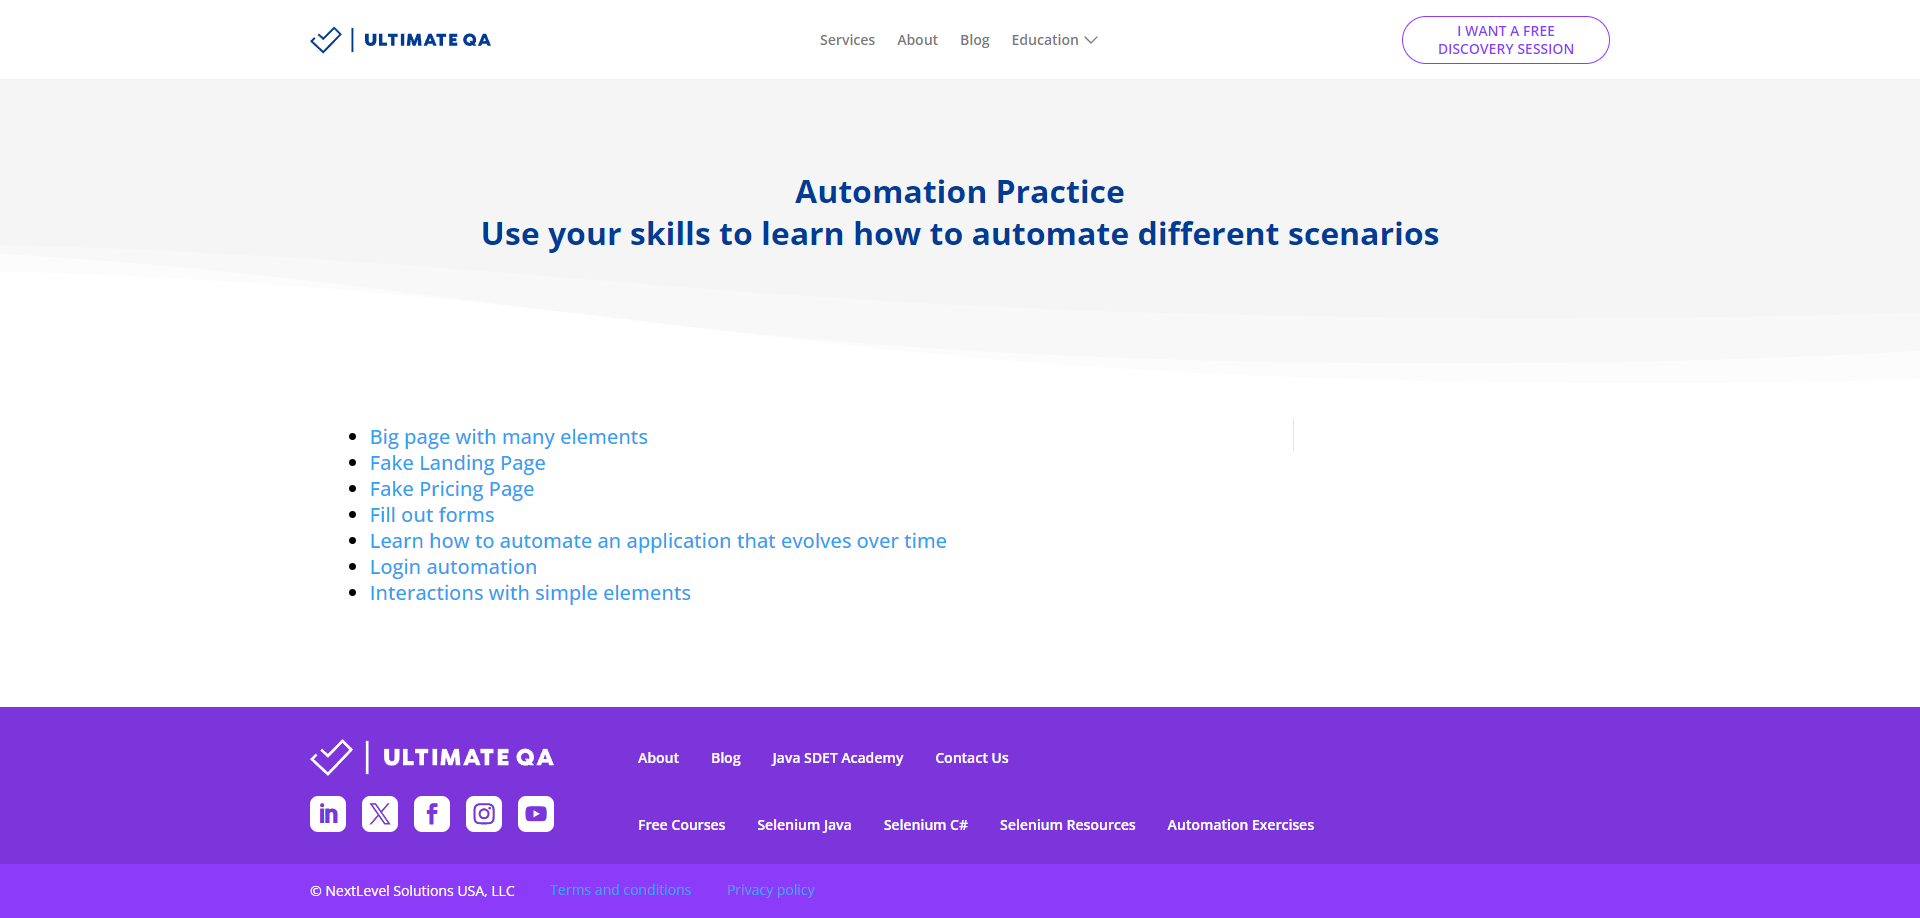 ULTIMATE QA
Services
About
Blog
Education
I WANT A FREE
DISCOVERY SESSION
Automation Practice
Use your skills to learn how to automate different scenarios
Big page with many elements
Fake Landing Page
Fake Pricing Page
Fill out forms
Learn how to automate an application that evolves over time
Login automation
Interactions with simple elements
ULTIMATE QA
About
Blog
Java SDET Academy
Contact Us
Free Courses
Selenium Java
Selenium C#
Selenium Resources
Automation Exercises
© NextLevel Solutions USA, LLC
Terms and conditions
Privacy policy